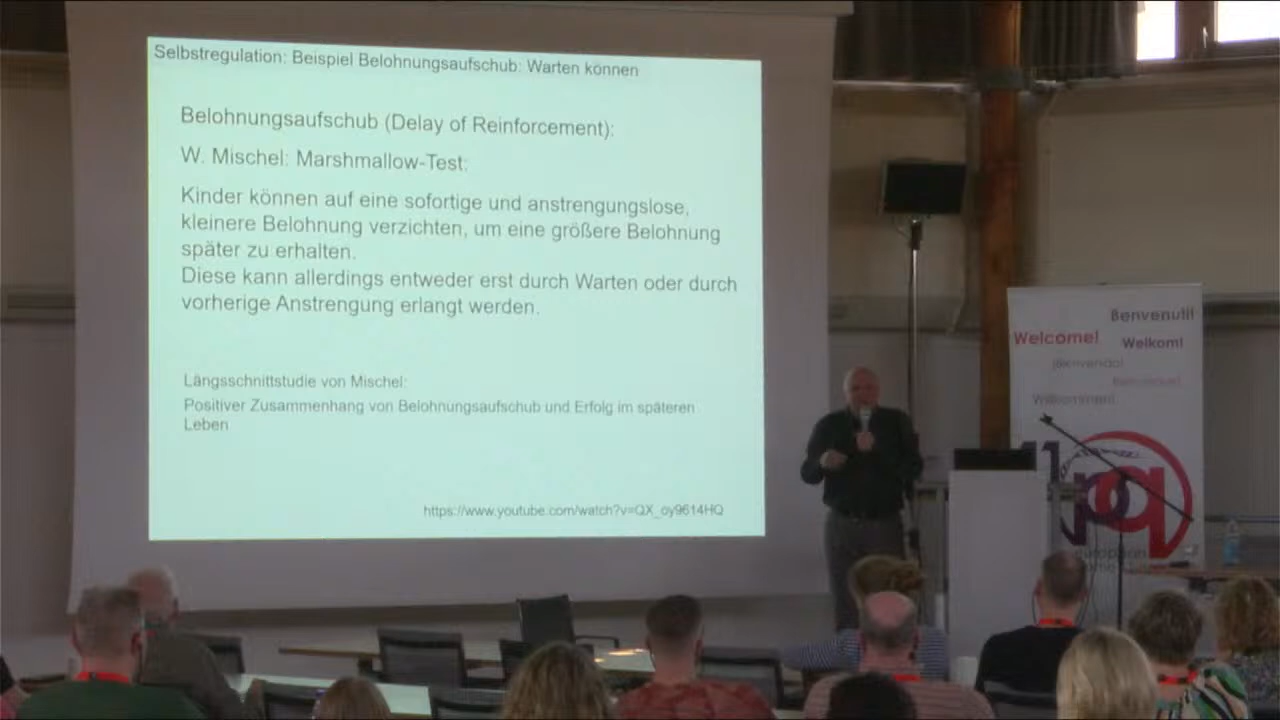 Selbstregulation: Beispiel Belohnungsaufschub: Warten können
Belohnungsaufschub (Delay of Reinforcement):
W. Mischel: Marshmallow-Test:
Kinder können auf eine sofortige und anstrengungslose,
kleinere Belohnung verzichten, um eine größere Belohnung
später zu erhalten.
Diese kann allerdings entweder erst durch Warten oder durch
vorherige Anstrengung erlangt werden.
Längsschnittstudie von Mischel:
Positiver Zusammenhang von Belohnungsaufschub und Erfolg im späteren
Leben
https://www.youtube.com/watch?v=QX_oy9614HQ
Benvenuti!
Welcome!
Welkom!
Willkommen!
european